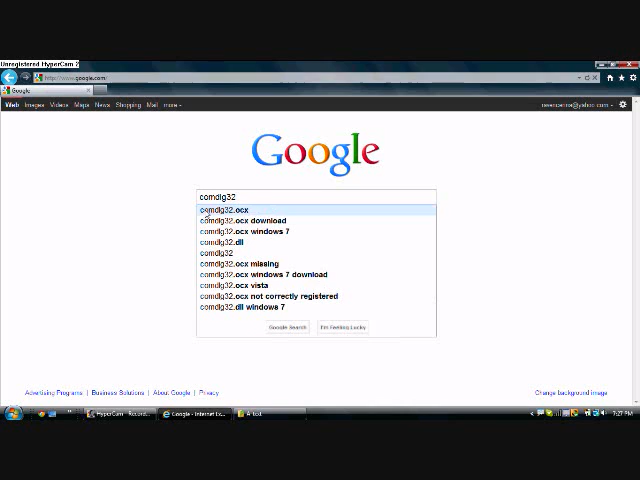 Unregistered HyperCam 2
http://www.google.com/
Google
Web Images Videos Maps News Shopping Mail more
Google
comdlg32
comdlg32.ocx
comdlg32.ocx download
comdlg32.ocx windows 7
comdlg32.dll
comdlg32
comdlg32.ocx missing
comdlg32.ocx windows 7 download
comdlg32.ocx vista
comdlg32.ocx not correctly registered
comdlg32.dll windows 7
Google Search I'm Feeling Lucky
Advertising Programs Business Solutions About Google Privacy Change background image
HyperCam - Record... Google - Internet Ex... 7:27 PM